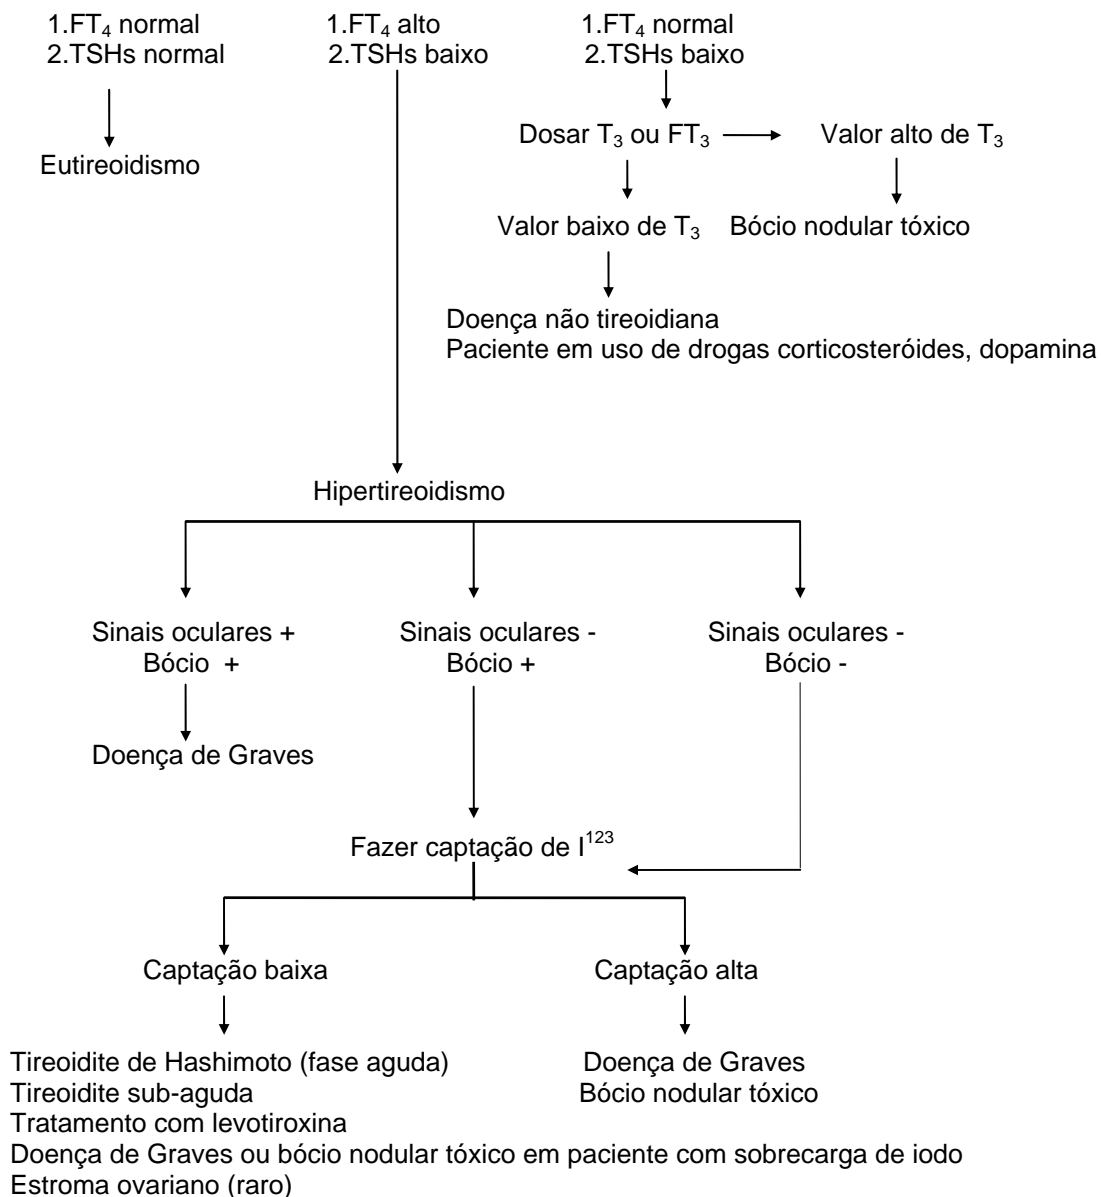 1.FT₄ normal
2.TSHs normal
1.FT₄ alto
2.TSHs baixo
1.FT₄ normal
2.TSHs baixo
Eutireoidismo
Dosar T₃ ou FT₃
Valor alto de T₃
Valor baixo de T₃
Bócio nodular tóxico
Doença não tireoidiana
Paciente em uso de drogas corticosteróides, dopamina
Hipertireoidismo
Sinais oculares +
Bócio +
Sinais oculares -
Bócio +
Sinais oculares -
Bócio -
Doença de Graves
Fazer captação de I¹²³
Captação baixa
Captação alta
Tireoidite de Hashimoto (fase aguda)
Tireoidite sub-aguda
Tratamento com levotiroxina
Doença de Graves ou bócio nodular tóxico em paciente com sobrecarga de iodo
Estroma ovariano (raro)
Doença de Graves
Bócio nodular tóxico